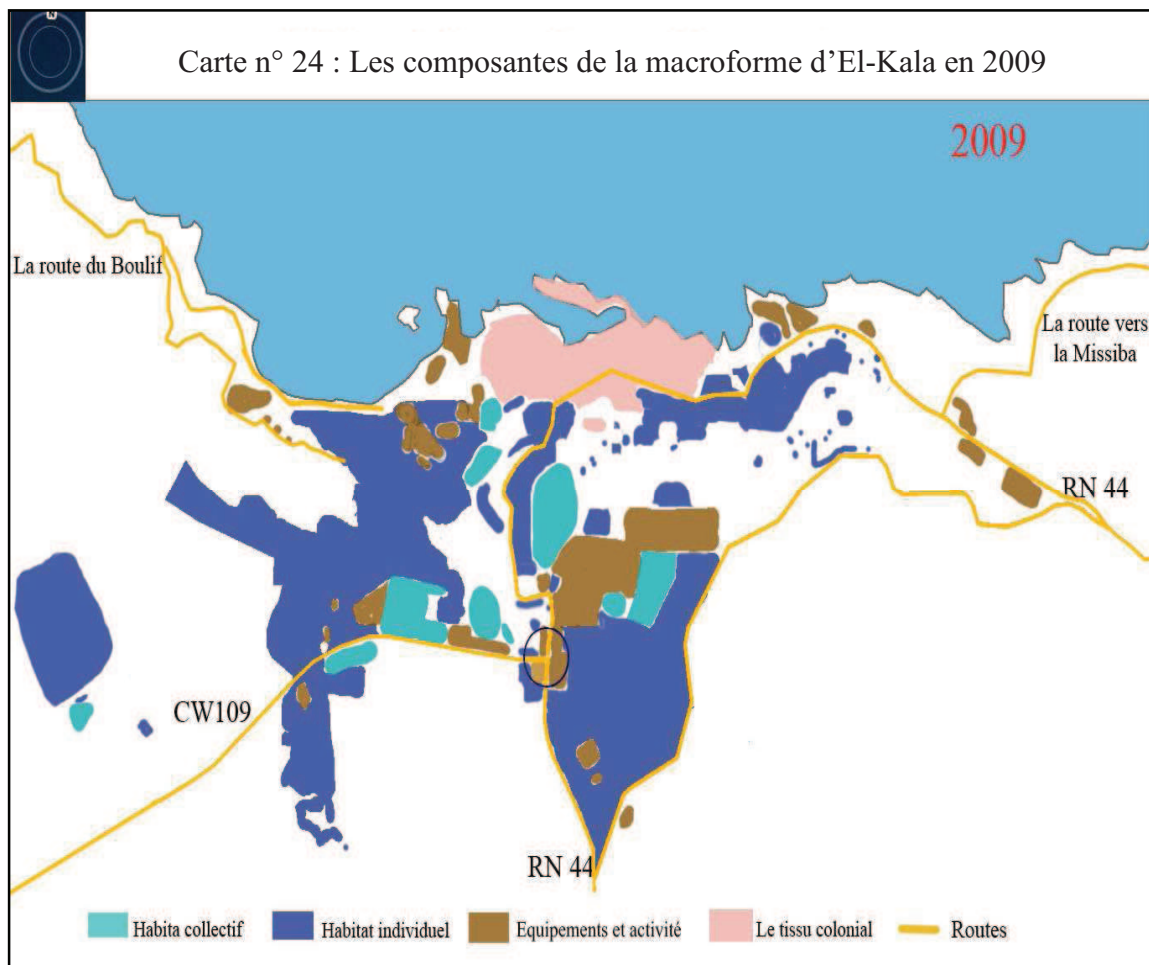 N
Carte n° 24 : Les composantes de la macroforme d'El-Kala en 2009
2009
La route du Boulif
La route vers
la Missiba
RN 44
CW109
RN 44
Habita collectif
Habitat individuel
Equipements et activité
Le tissu colonial
Routes